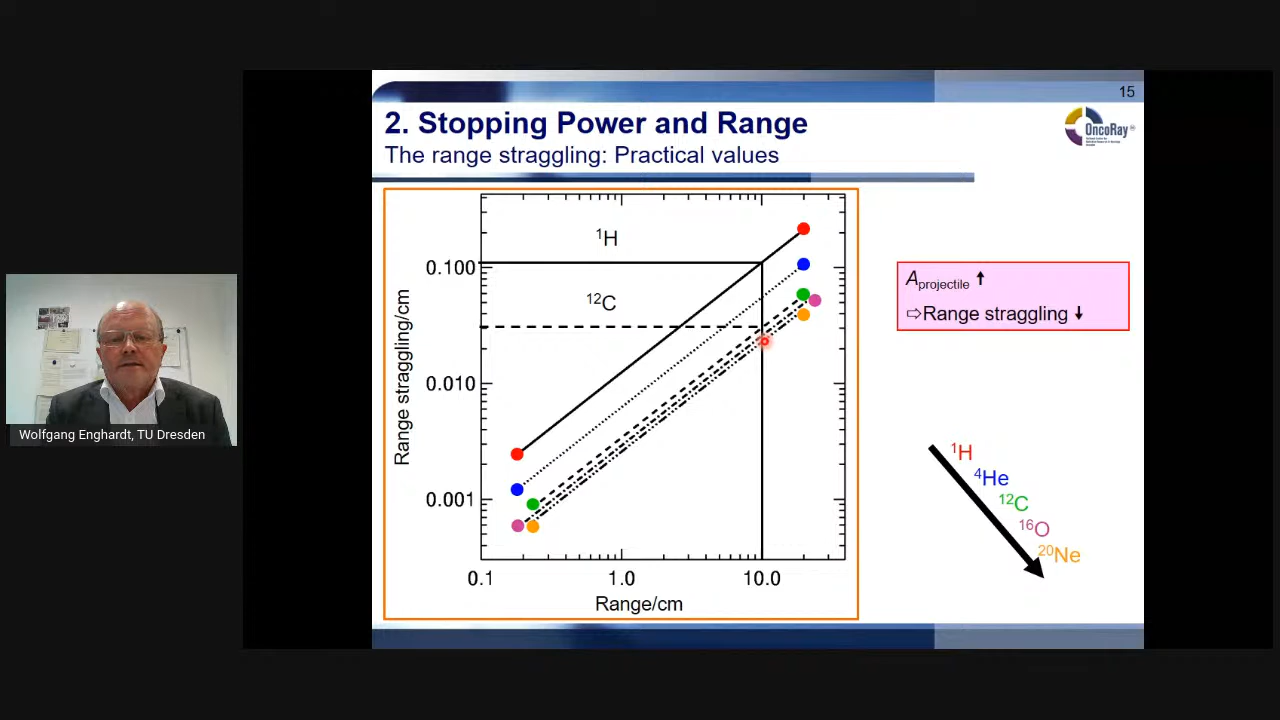 15
2. Stopping Power and Range
The range straggling: Practical values
OncoRay®
¹H
¹²C
0.100
0.010
0.001
Range straggling/cm
0.1
1.0
10.0
Range/cm
A projectile ⬆
⇨Range straggling ⬇
¹H
⁴He
¹²C
¹⁶O
²⁰Ne
Wolfgang Enghardt, TU Dresden